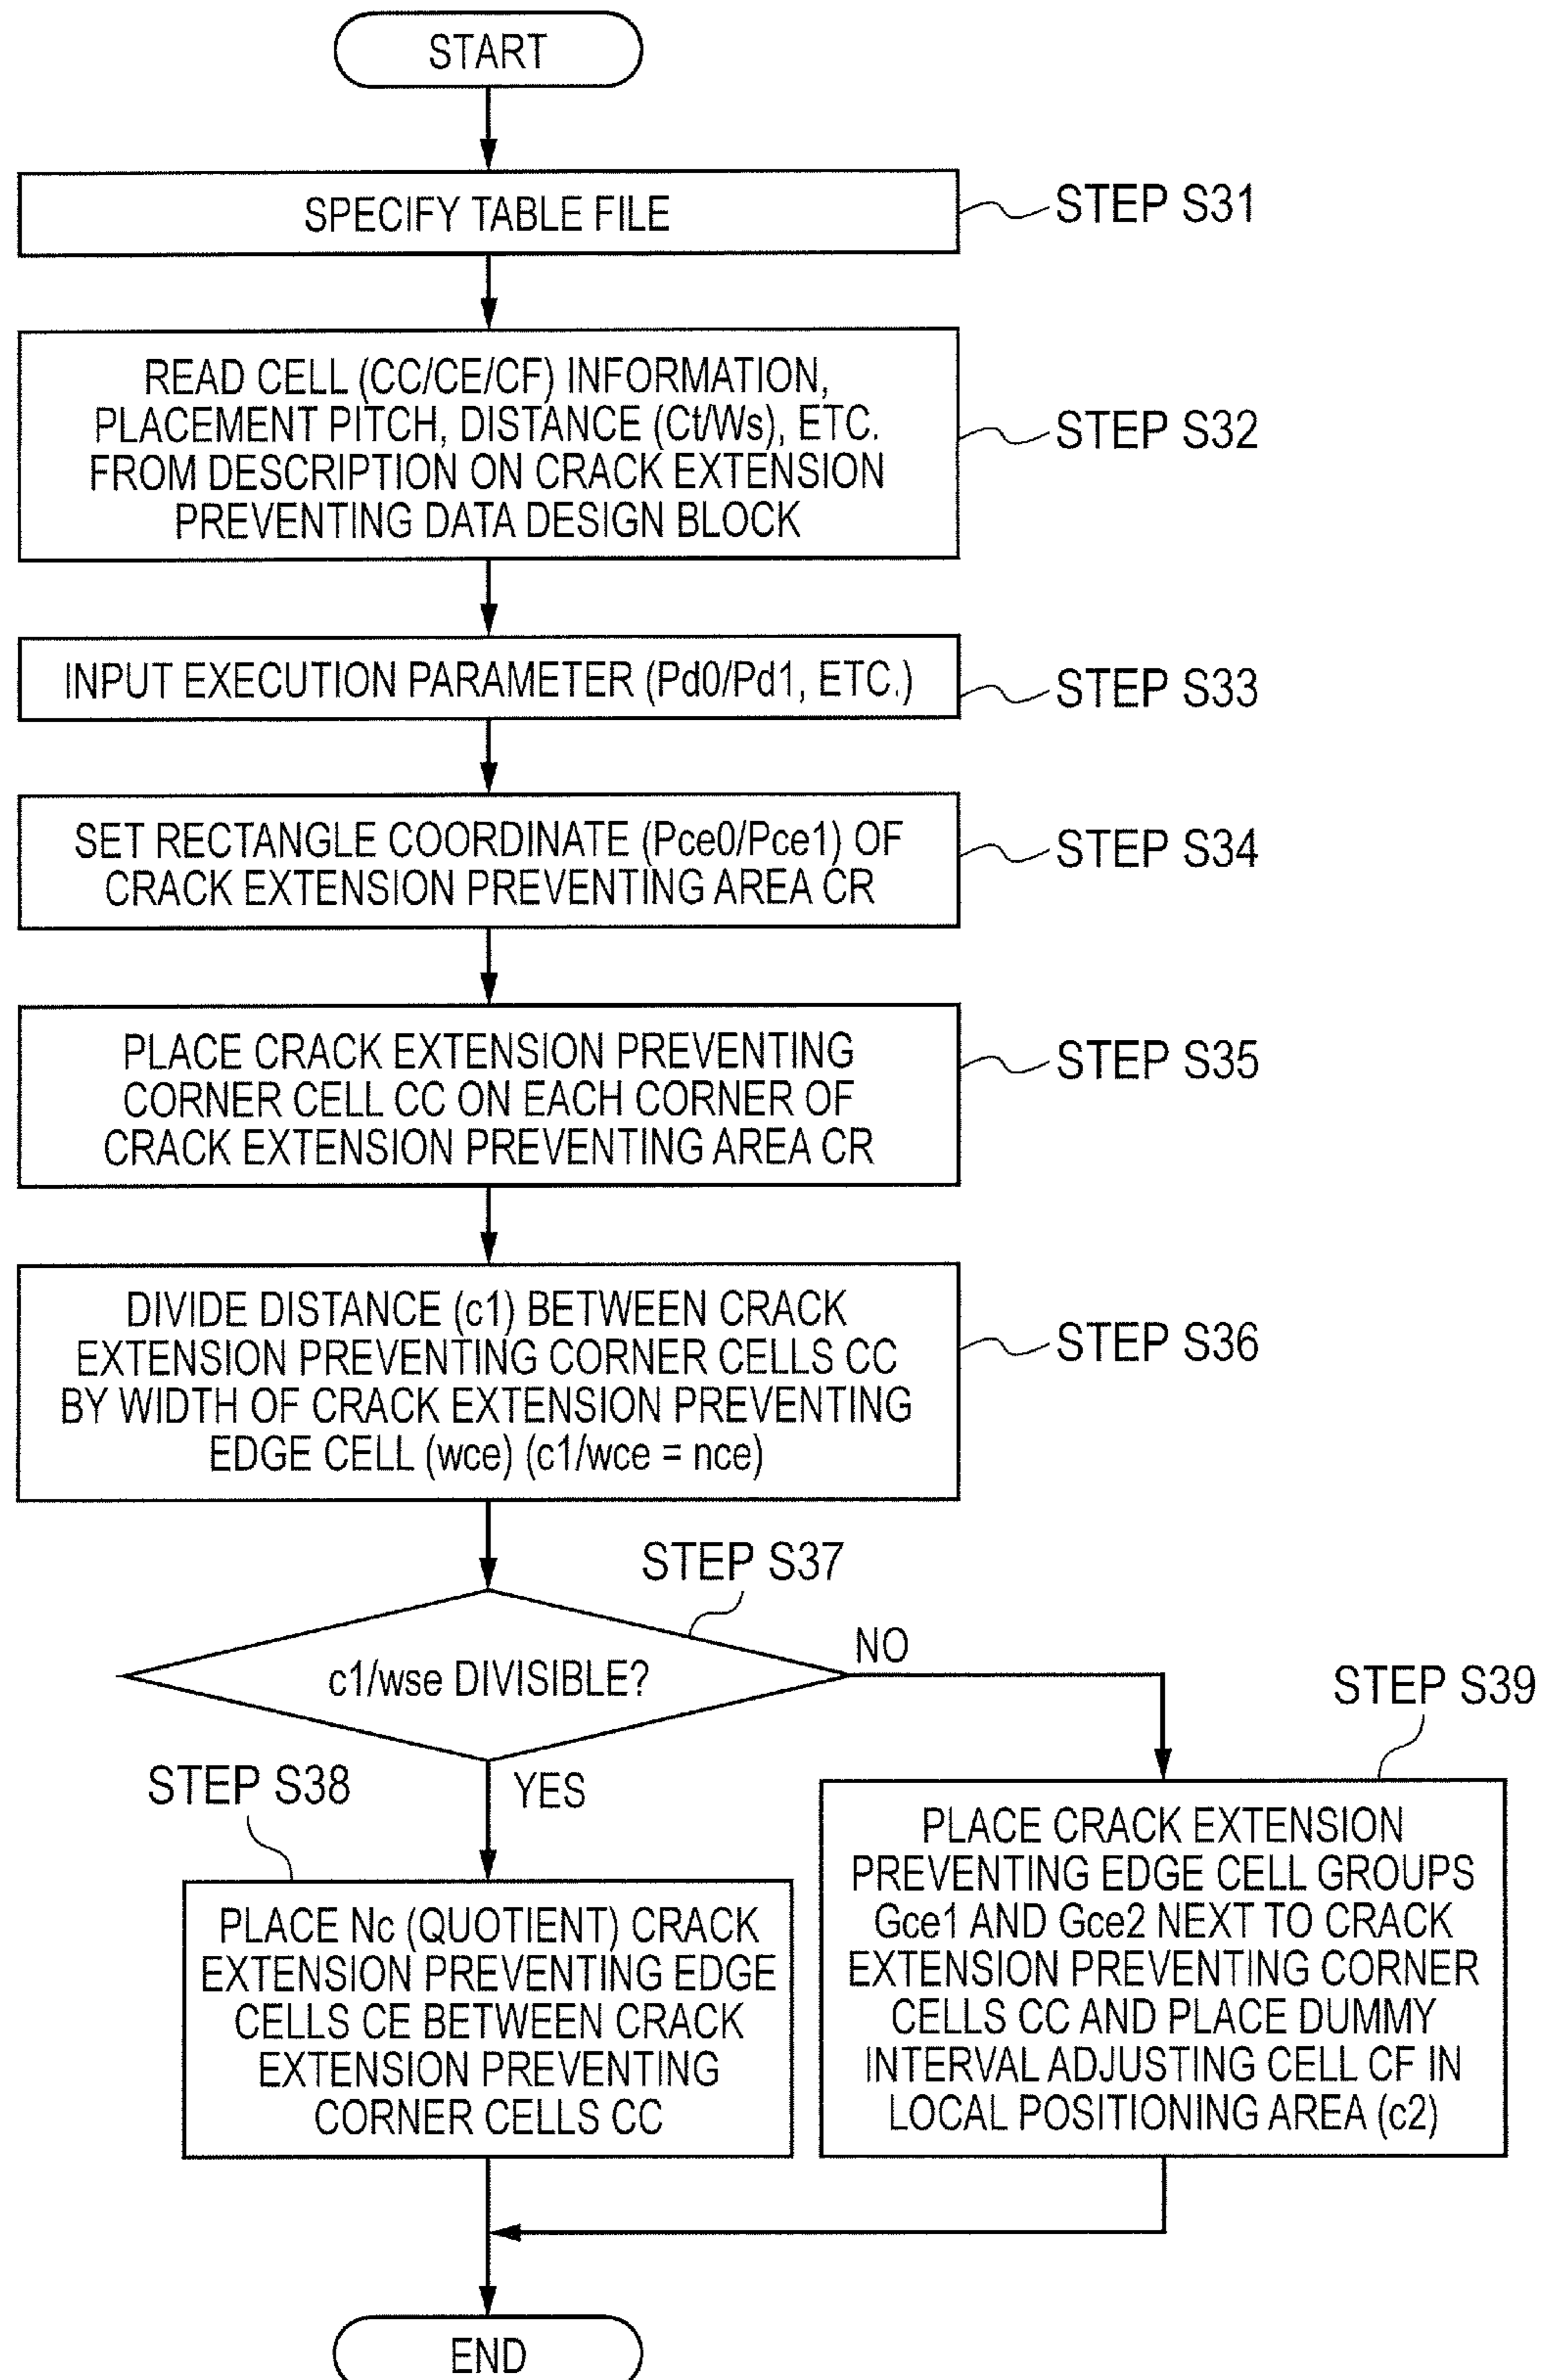 START
SPECIFY TABLE FILE
STEP S31
READ CELL (CC/CE/CF) INFORMATION,
PLACEMENT PITCH, DISTANCE (Ct/Ws), ETC.
FROM DESCRIPTION ON CRACK EXTENSION
PREVENTING DATA DESIGN BLOCK
STEP S32
INPUT EXECUTION PARAMETER (Pd0/Pd1, ETC.)
STEP S33
SET RECTANGLE COORDINATE (Pce0/Pce1) OF
CRACK EXTENSION PREVENTING AREA CR
STEP S34
PLACE CRACK EXTENSION PREVENTING
CORNER CELL CC ON EACH CORNER OF
CRACK EXTENSION PREVENTING AREA CR
STEP S35
DIVIDE DISTANCE (c1) BETWEEN CRACK
EXTENSION PREVENTING CORNER CELLS CC
BY WIDTH OF CRACK EXTENSION PREVENTING
EDGE CELL (wce) (c1/wce = nce)
STEP S36
STEP S37
c1/wse DIVISIBLE?
NO
YES
STEP S38
PLACE Nc (QUOTIENT) CRACK
EXTENSION PREVENTING EDGE
CELLS CE BETWEEN CRACK
EXTENSION PREVENTING
CORNER CELLS CC
STEP S39
PLACE CRACK EXTENSION
PREVENTING EDGE CELL GROUPS
Gce1 AND Gce2 NEXT TO CRACK
EXTENSION PREVENTING CORNER
CELLS CC AND PLACE DUMMY
INTERVAL ADJUSTING CELL CF IN
LOCAL POSITIONING AREA (c2)
END